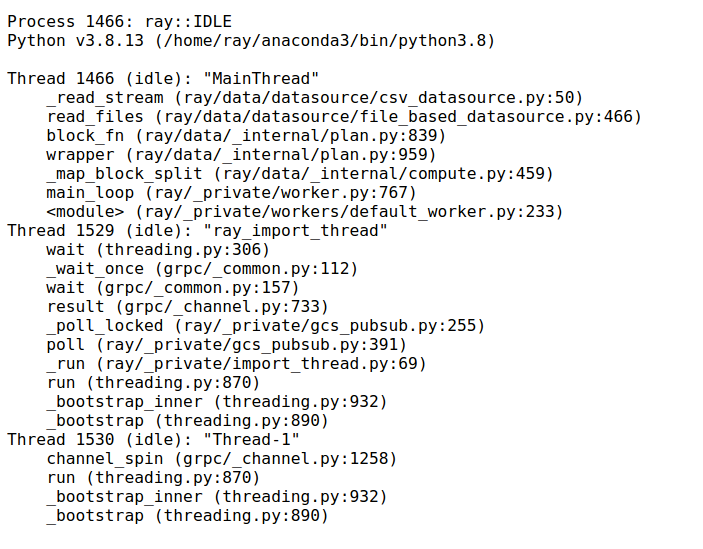 Process 1466: ray::IDLE
Python v3.8.13 (/home/ray/anaconda3/bin/python3.8)

Thread 1466 (idle): "MainThread"
    _read_stream (ray/data/datasource/csv_datasource.py:50)
    read_files (ray/data/datasource/file_based_datasource.py:466)
    block_fn (ray/data/_internal/plan.py:839)
    wrapper (ray/data/_internal/plan.py:959)
    _map_block_split (ray/data/_internal/compute.py:459)
    main_loop (ray/_private/worker.py:767)
    <module> (ray/_private/workers/default_worker.py:233)
Thread 1529 (idle): "ray_import_thread"
    wait (threading.py:306)
    _wait_once (grpc/_common.py:112)
    wait (grpc/_common.py:157)
    result (grpc/_channel.py:733)
    _poll_locked (ray/_private/gcs_pubsub.py:255)
    poll (ray/_private/gcs_pubsub.py:391)
    _run (ray/_private/import_thread.py:69)
    run (threading.py:870)
    _bootstrap_inner (threading.py:932)
    _bootstrap (threading.py:890)
Thread 1530 (idle): "Thread-1"
    channel_spin (grpc/_channel.py:1258)
    run (threading.py:870)
    _bootstrap_inner (threading.py:932)
    _bootstrap (threading.py:890)